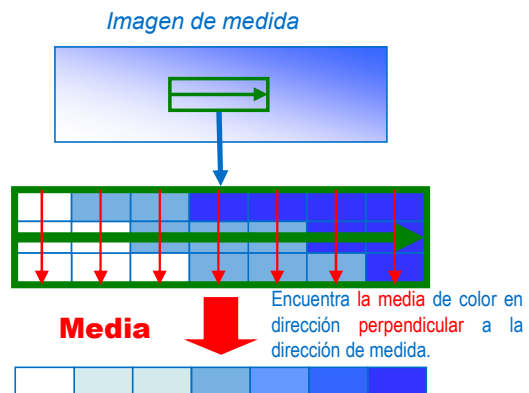 Imagen de medida
Encuentra la media de color en
dirección perpendicular a la
dirección de medida.
Media